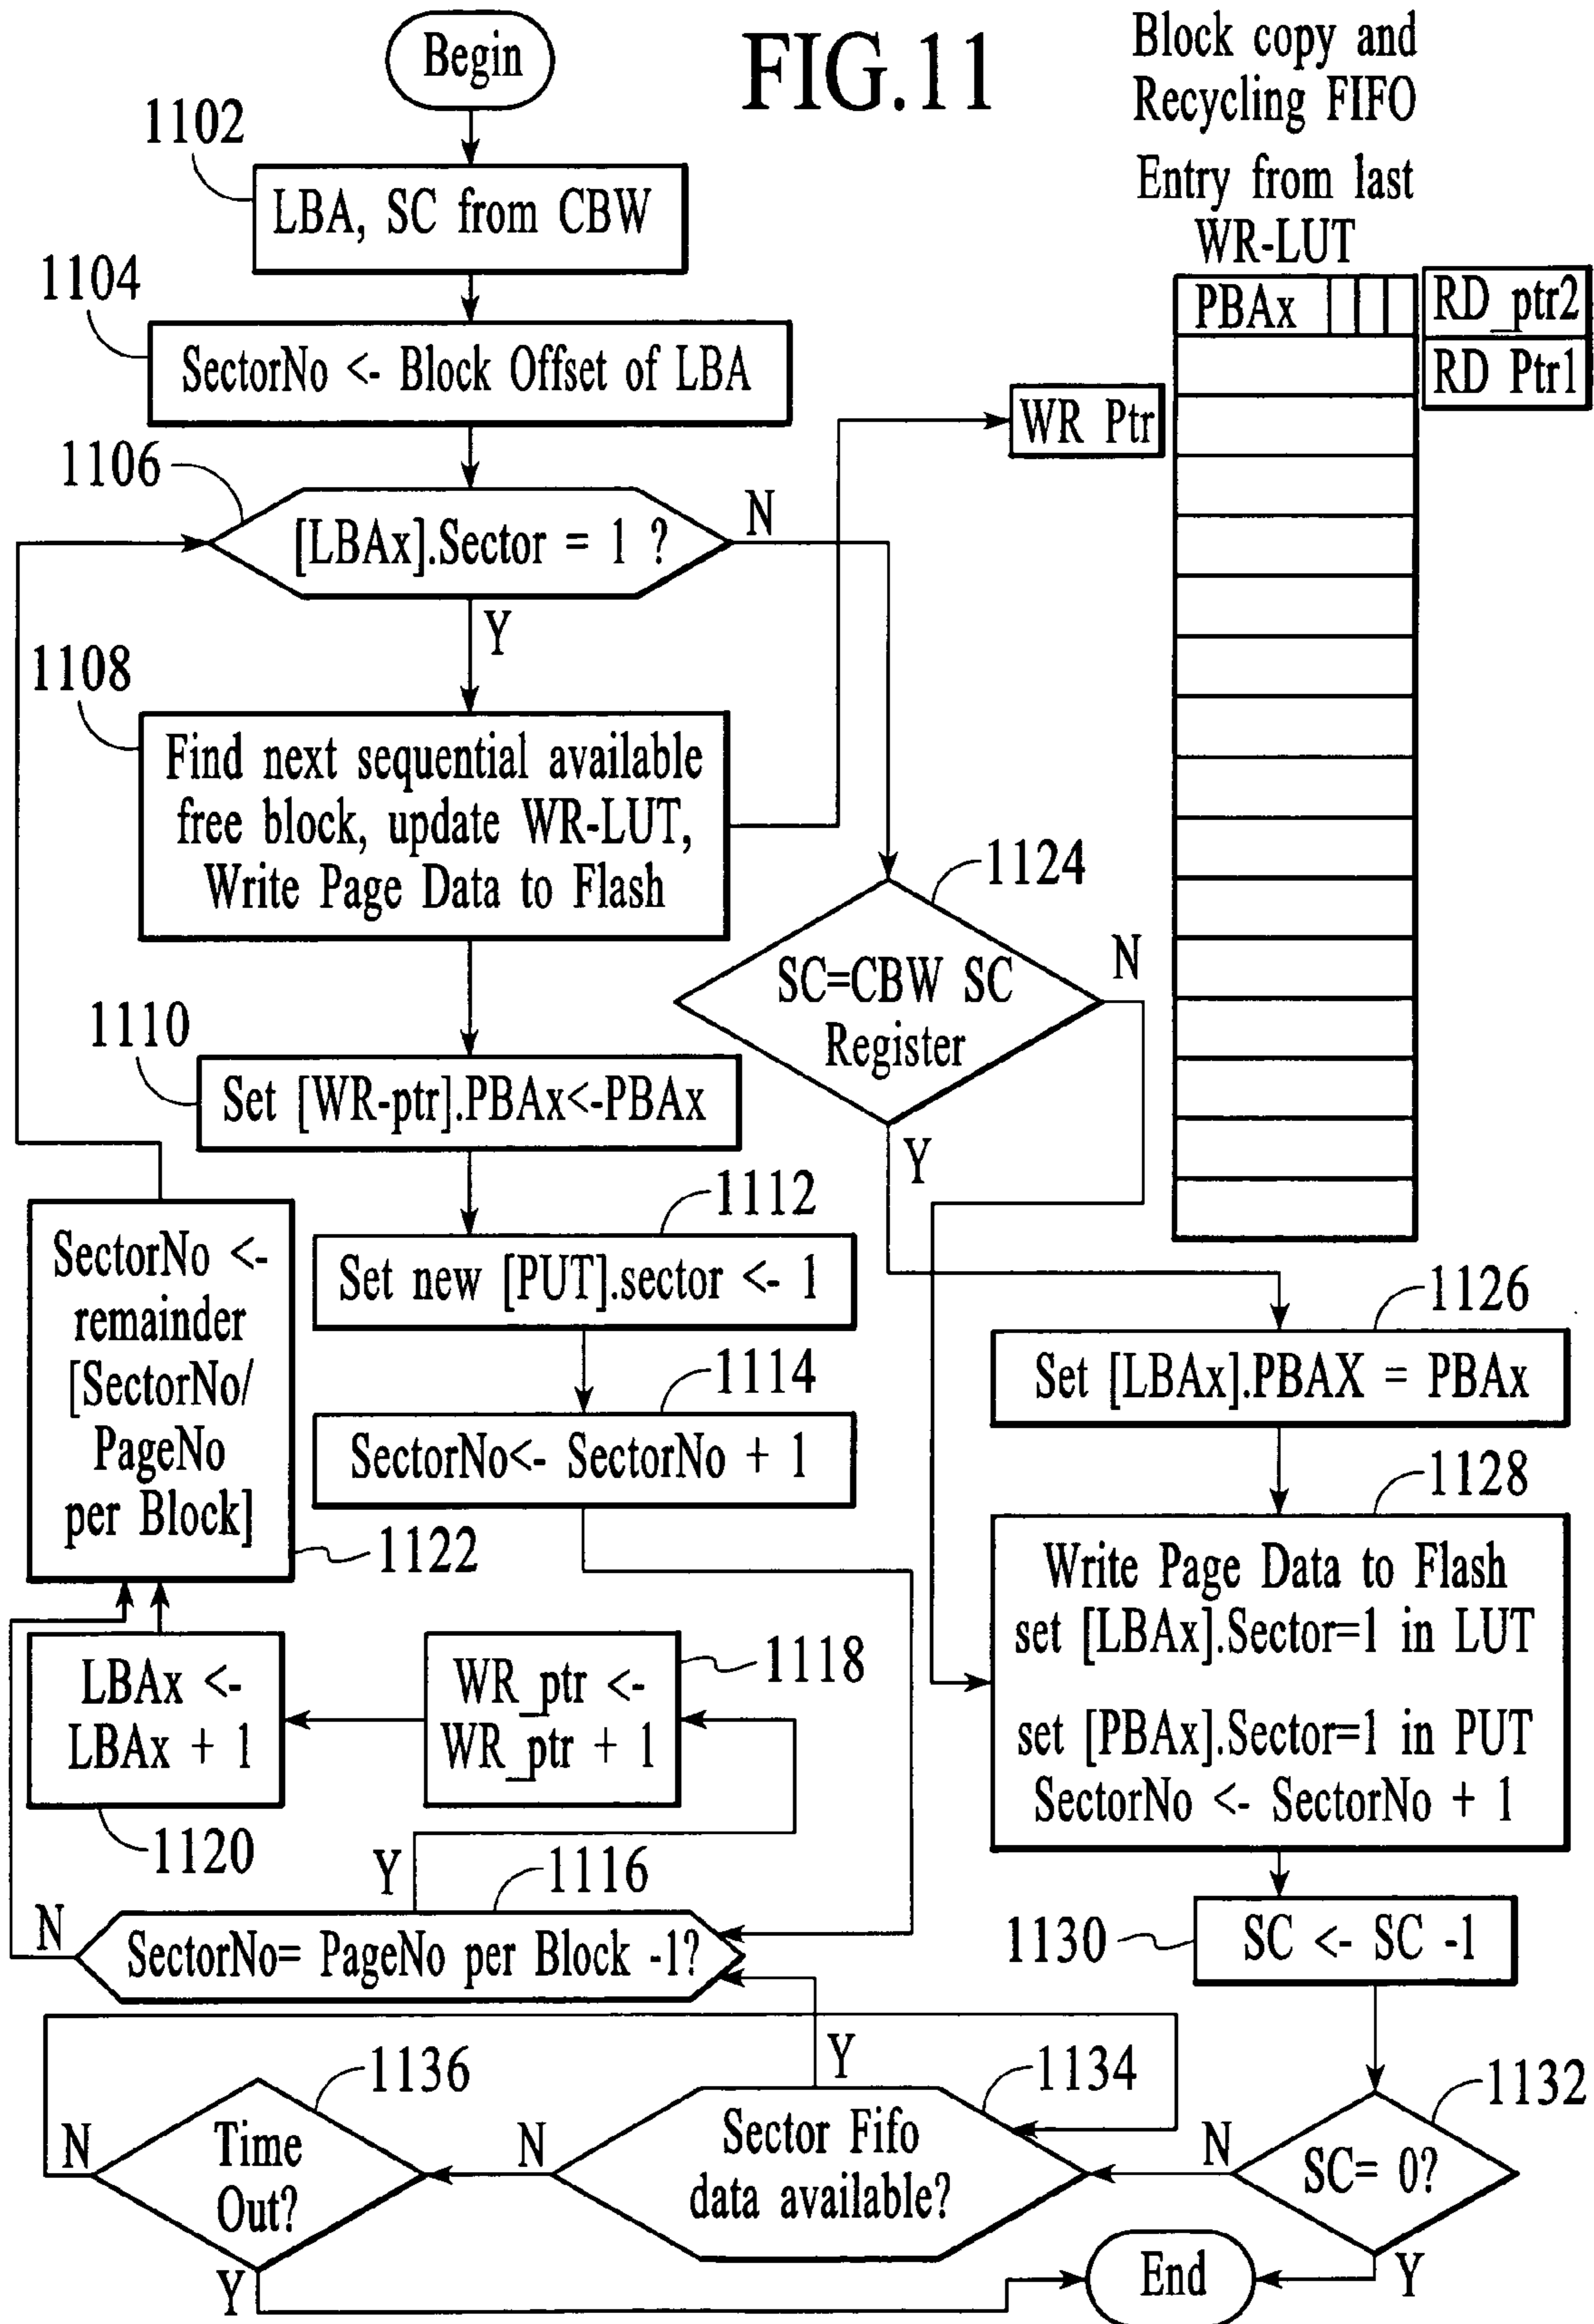 FIG.11
Begin
1102
LBA, SC from CBW
1104
SectorNo <- Block Offset of LBA
1106
[LBAx].Sector = 1 ?
N
Y
1108
Find next sequential available
free block, update WR-LUT,
Write Page Data to Flash
1110
Set [WR-ptr].PBAx<-PBAx
1112
Set new [PUT].sector <- 1
1114
SectorNo<- SectorNo + 1
SectorNo <-
remainder
[SectorNo/
PageNo
per Block]
1122
LBAx <-
LBAx + 1
1120
WR_ptr <-
WR_ptr + 1
1118
Y
1116
N
SectorNo= PageNo per Block -1?
Block copy and
Recycling FIFO
Entry from last
WR-LUT
PBAx
RD_ptr2
RD Ptr1
WR Ptr
1124
SC=CBW SC
Register
N
Y
1126
Set [LBAx].PBAX = PBAx
1128
Write Page Data to Flash
set [LBAx].Sector=1 in LUT
set [PBAx].Sector=1 in PUT
SectorNo <- SectorNo + 1
1130
SC <- SC -1
1132
SC= 0?
N
Y
1134
Sector Fifo
data available?
Y
N
1136
Time
Out?
N
Y
End